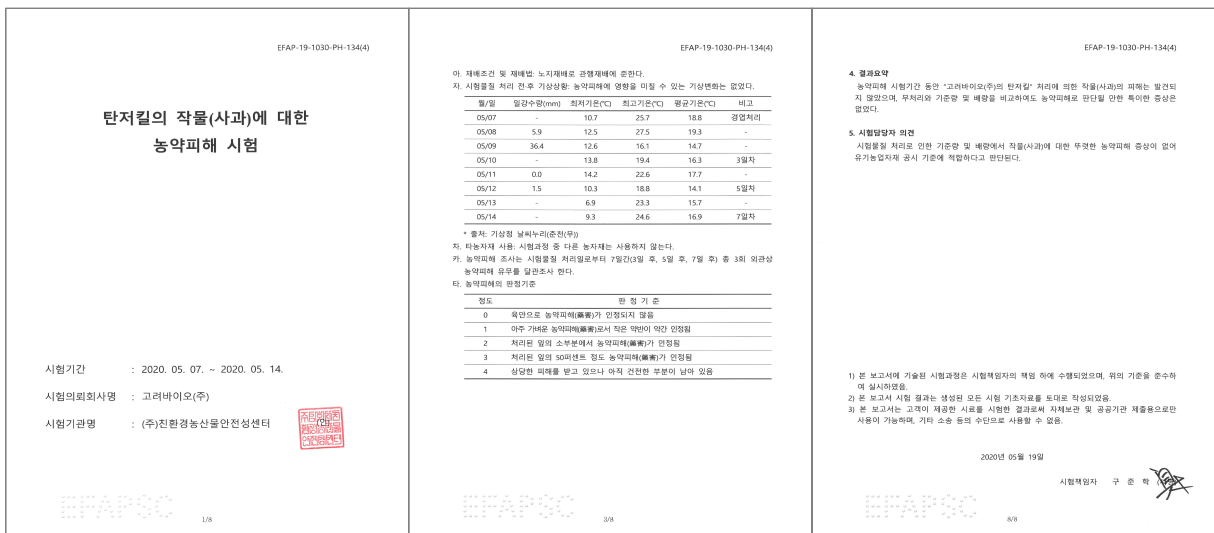 EFAP-19-1030-PH-134(4)
탄저킬의 작물(사과)에 대한
농약피해 시험
시험기간 : 2020. 05. 07. ~ 2020. 05. 14.
시험의뢰회사명 : 고려바이오(주)
시험기관명 : (주)친환경농산물안전성센터 (인)
EFAPSC
1/8
EFAP-19-1030-PH-134(4)
아. 재배조건 및 재배법: 노지재배로 관행재배에 준한다.
자. 시험물질 처리 전·후 기상상황: 농약피해에 영향을 미칠 수 있는 기상변화는 없었다.
월/일 일강수량(mm) 최저기온(℃) 최고기온(℃) 평균기온(℃) 비고
05/07 - 10.7 25.7 18.8 경엽처리
05/08 5.9 12.5 27.5 19.3 -
05/09 36.4 12.6 16.1 14.7 -
05/10 - 13.8 19.4 16.3 3일차
05/11 0.0 14.2 22.6 17.7 -
05/12 1.5 10.3 18.8 14.1 5일차
05/13 - 6.9 23.3 15.7 -
05/14 - 9.3 24.6 16.9 7일차
* 출처: 기상청 날씨누리(춘천(무))
차. 타농자재 사용: 시험과정 중 다른 농자재는 사용하지 않는다.
카. 농약피해 조사는 시험물질 처리일로부터 7일간(3일 후, 5일 후, 7일 후) 총 3회 외관상
농약피해 유무를 달관조사 한다.
타. 농약피해의 판정기준
정도 판 정 기 준
0 육안으로 농약피해(藥害)가 인정되지 않음
1 아주 가벼운 농약피해(藥害)로서 작은 약반이 약간 인정됨
2 처리된 잎의 소부분에서 농약피해(藥害)가 인정됨
3 처리된 잎의 50퍼센트 정도 농약피해(藥害)가 인정됨
4 상당한 피해를 받고 있으나 아직 건전한 부분이 남아 있음
EFAPSC
3/8
EFAP-19-1030-PH-134(4)
4. 결과요약
농약피해 시험기간 동안 "고려바이오(주)의 탄저킬" 처리에 의한 작물(사과)의 피해는 발견되
지 않았으며, 무처리와 기준량 및 배량을 비교하여도 농약피해로 판단될 만한 특이한 증상은
없었다.
5. 시험담당자 의견
시험물질 처리로 인한 기준량 및 배량에서 작물(사과)에 대한 뚜렷한 농약피해 증상이 없어
유기농업자재 공시 기준에 적합하다고 판단된다.
1) 본 보고서에 기술된 시험과정은 시험책임자의 책임 하에 수행되었으며, 위의 기준을 준수하
여 실시하였음.
2) 본 보고서 시험 결과는 생성된 모든 시험 기초자료를 토대로 작성되었음.
3) 본 보고서는 고객이 제공한 시료를 시험한 결과로써 자체보관 및 공공기관 제출용으로만
사용이 가능하며, 기타 소송 등의 수단으로 사용할 수 없음.
2020년 05월 19일
시험책임자 구 준 학
EFAPSC
8/8